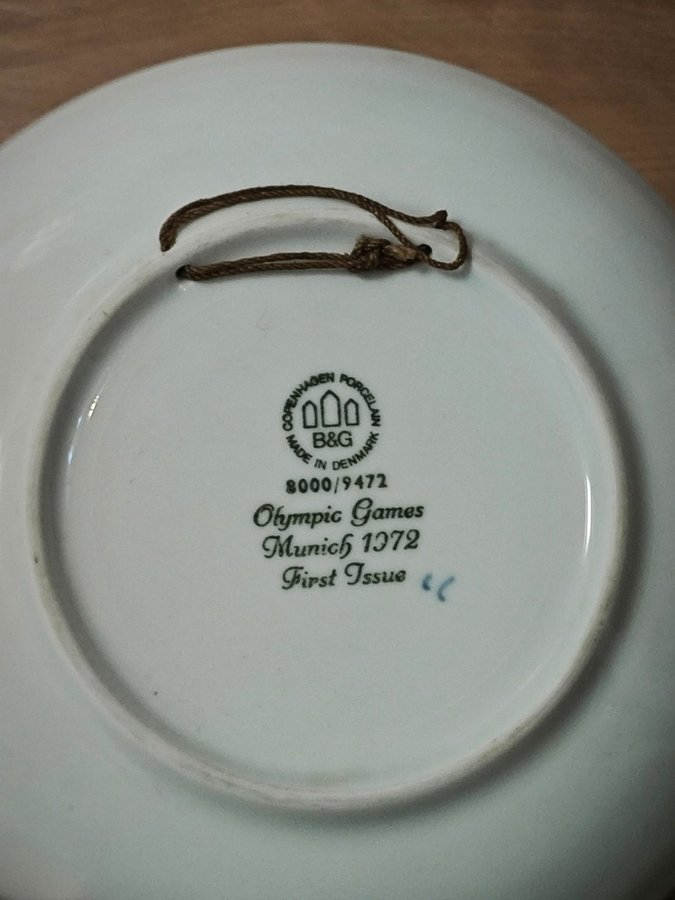 COPENHAGEN PORCELAIN
B&G
MADE IN DENMARK
8000/9472
Olympic Games
Munich 1972
First Issue